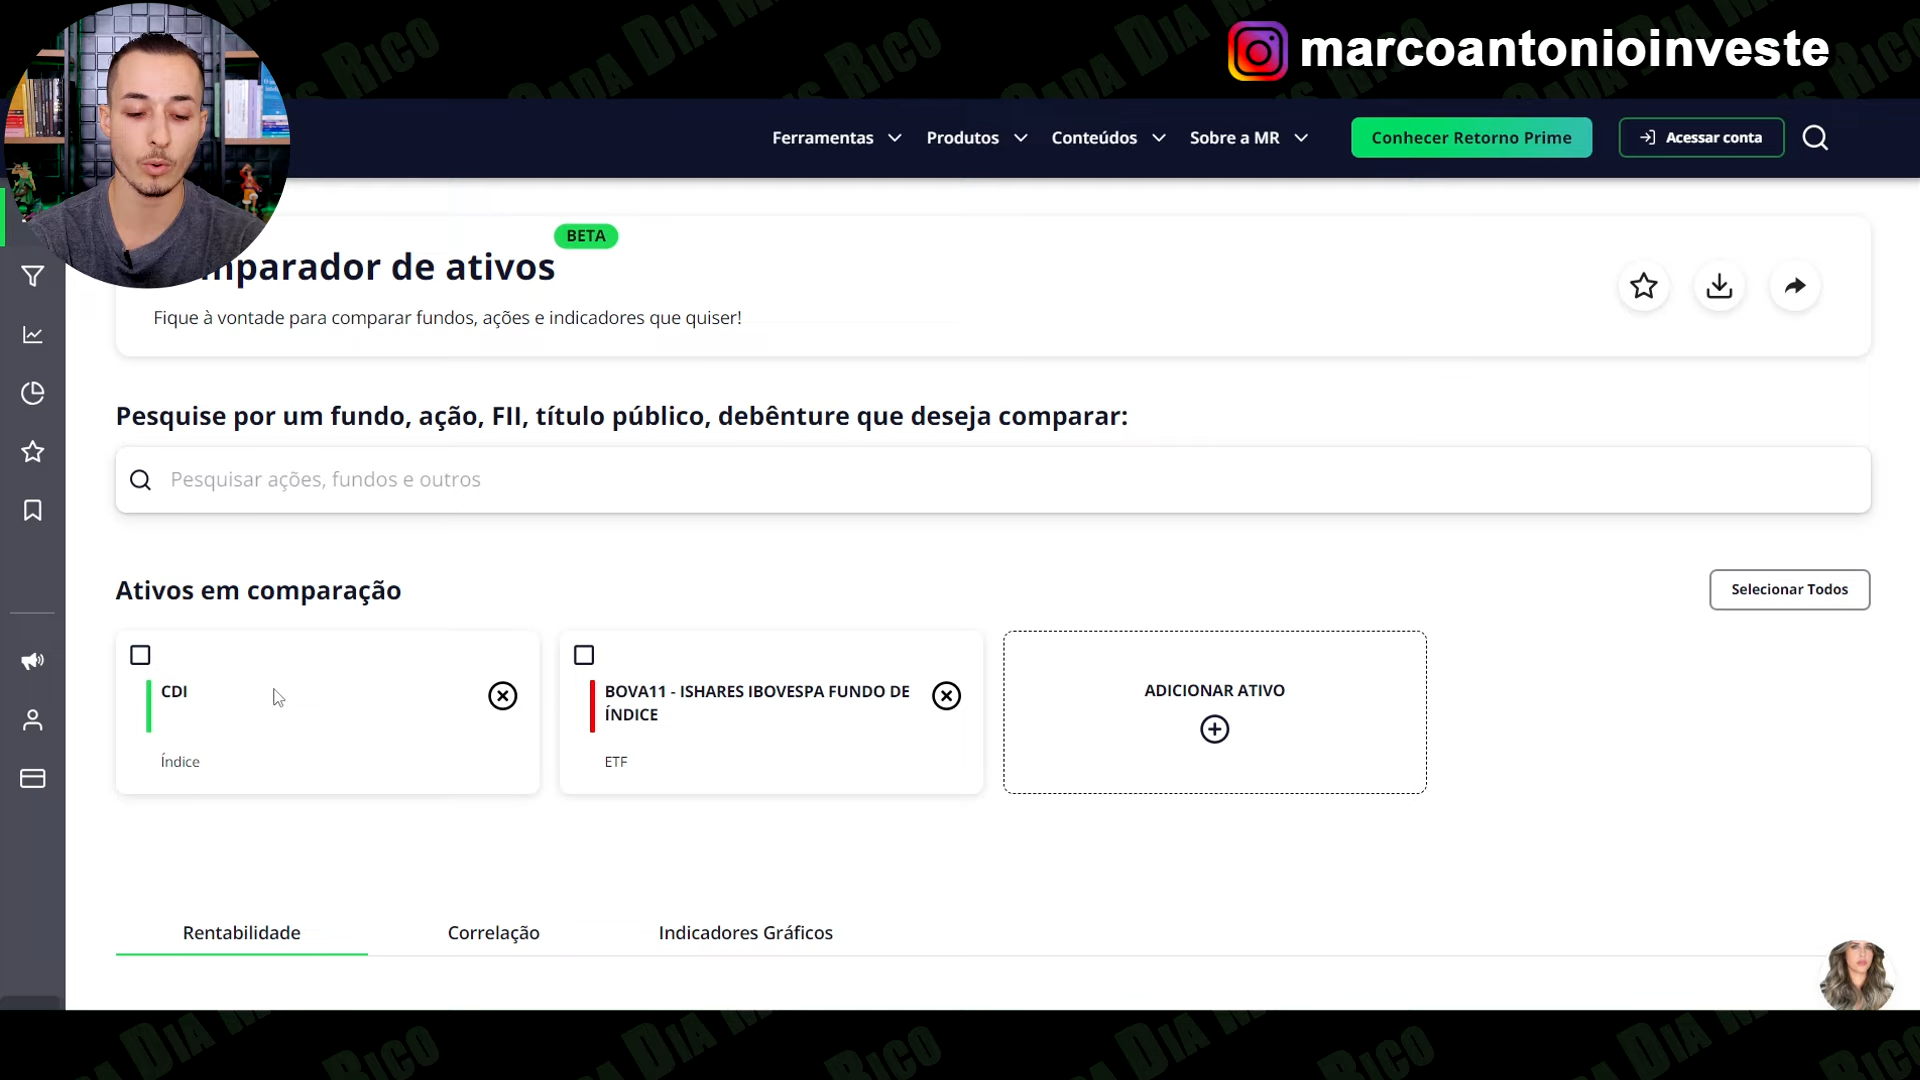 marcoantonioinveste
Ferramentas Produtos Conteúdos Sobre a MR Conhecer Retorno Prime Acessar conta
BETA
mparador de ativos
Fique à vontade para comparar fundos, ações e indicadores que quiser!
Pesquise por um fundo, ação, FII, título público, debênture que deseja comparar:
Pesquisar ações, fundos e outros
Ativos em comparação
Selecionar Todos
CDI
Índice
BOVA11 - ISHARES IBOVESPA FUNDO DE
ÍNDICE
ETF
ADICIONAR ATIVO
Rentabilidade Correlação Indicadores Gráficos